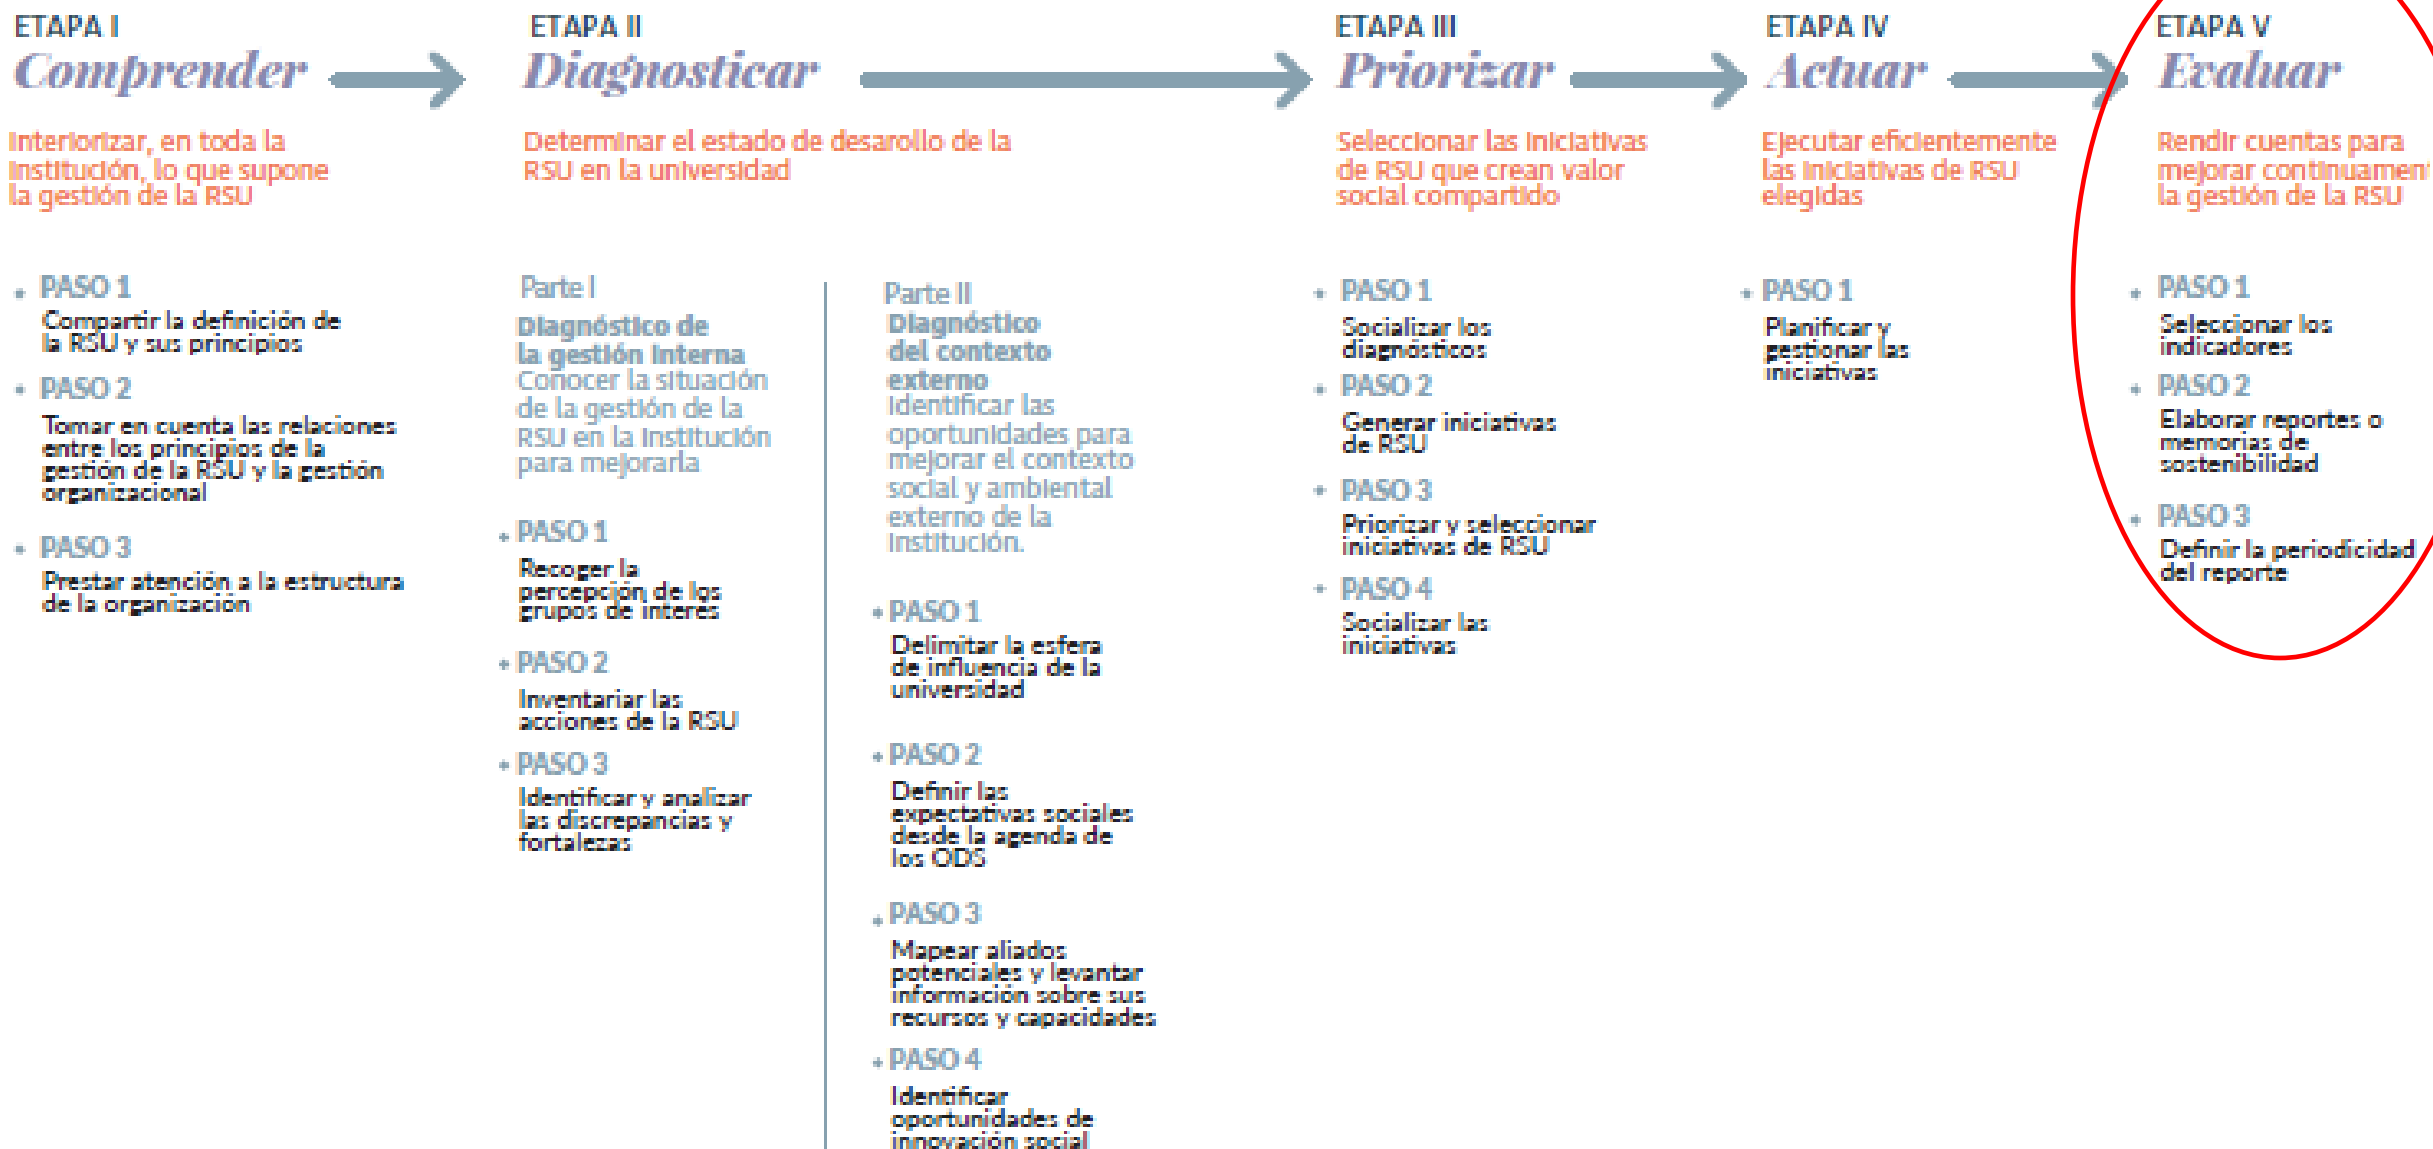 ETAPA I
Comprender
Interiorizar, en toda la
institución, lo que supone
la gestión de la RSU
PASO 1
Compartir la definición de
la RSU y sus principios
PASO 2
Tomar en cuenta las relaciones
entre los principios de la
gestión de la RSU y la gestión
organizacional
PASO 3
Prestar atención a la estructura
de la organización
ETAPA II
Diagnosticar
Determinar el estado de desarollo de la
RSU en la universidad
Parte I
Diagnóstico de
la gestión interna
Conocer la situación
de la gestión de la
RSU en la institución
para mejorarla
PASO 1
Recoger la
percepción de los
grupos de interés
PASO 2
Inventariar las
acciones de la RSU
PASO 3
Identificar y analizar
las discrepancias y
fortalezas
Parte II
Diagnóstico
del contexto
externo
Identificar las
oportunidades para
mejorar el contexto
social y ambiental
externo de la
institución.
PASO 1
Delimitar la esfera
de influencia de la
universidad
PASO 2
Definir las
expectativas sociales
desde la agenda de
los ODS
PASO 3
Mapear aliados
potenciales y levantar
información sobre sus
recursos y capacidades
PASO 4
Identificar
oportunidades de
innovación social
ETAPA III
Priorizar
Seleccionar las iniciativas
de RSU que crean valor
social compartido
PASO 1
Socializar los
diagnósticos
PASO 2
Generar iniciativas
de RSU
PASO 3
Priorizar y seleccionar
iniciativas de RSU
PASO 4
Socializar las
iniciativas
ETAPA IV
Actuar
Ejecutar eficientemente
las iniciativas de RSU
elegidas
PASO 1
Planificar y
gestionar las
iniciativas
ETAPA V
Evaluar
Rendir cuentas para
mejorar continuamen
la gestión de la RSU
PASO 1
Seleccionar los
indicadores
PASO 2
Elaborar reportes o
memorias de
sostenibilidad
PASO 3
Definir la periodicidad
del reporte